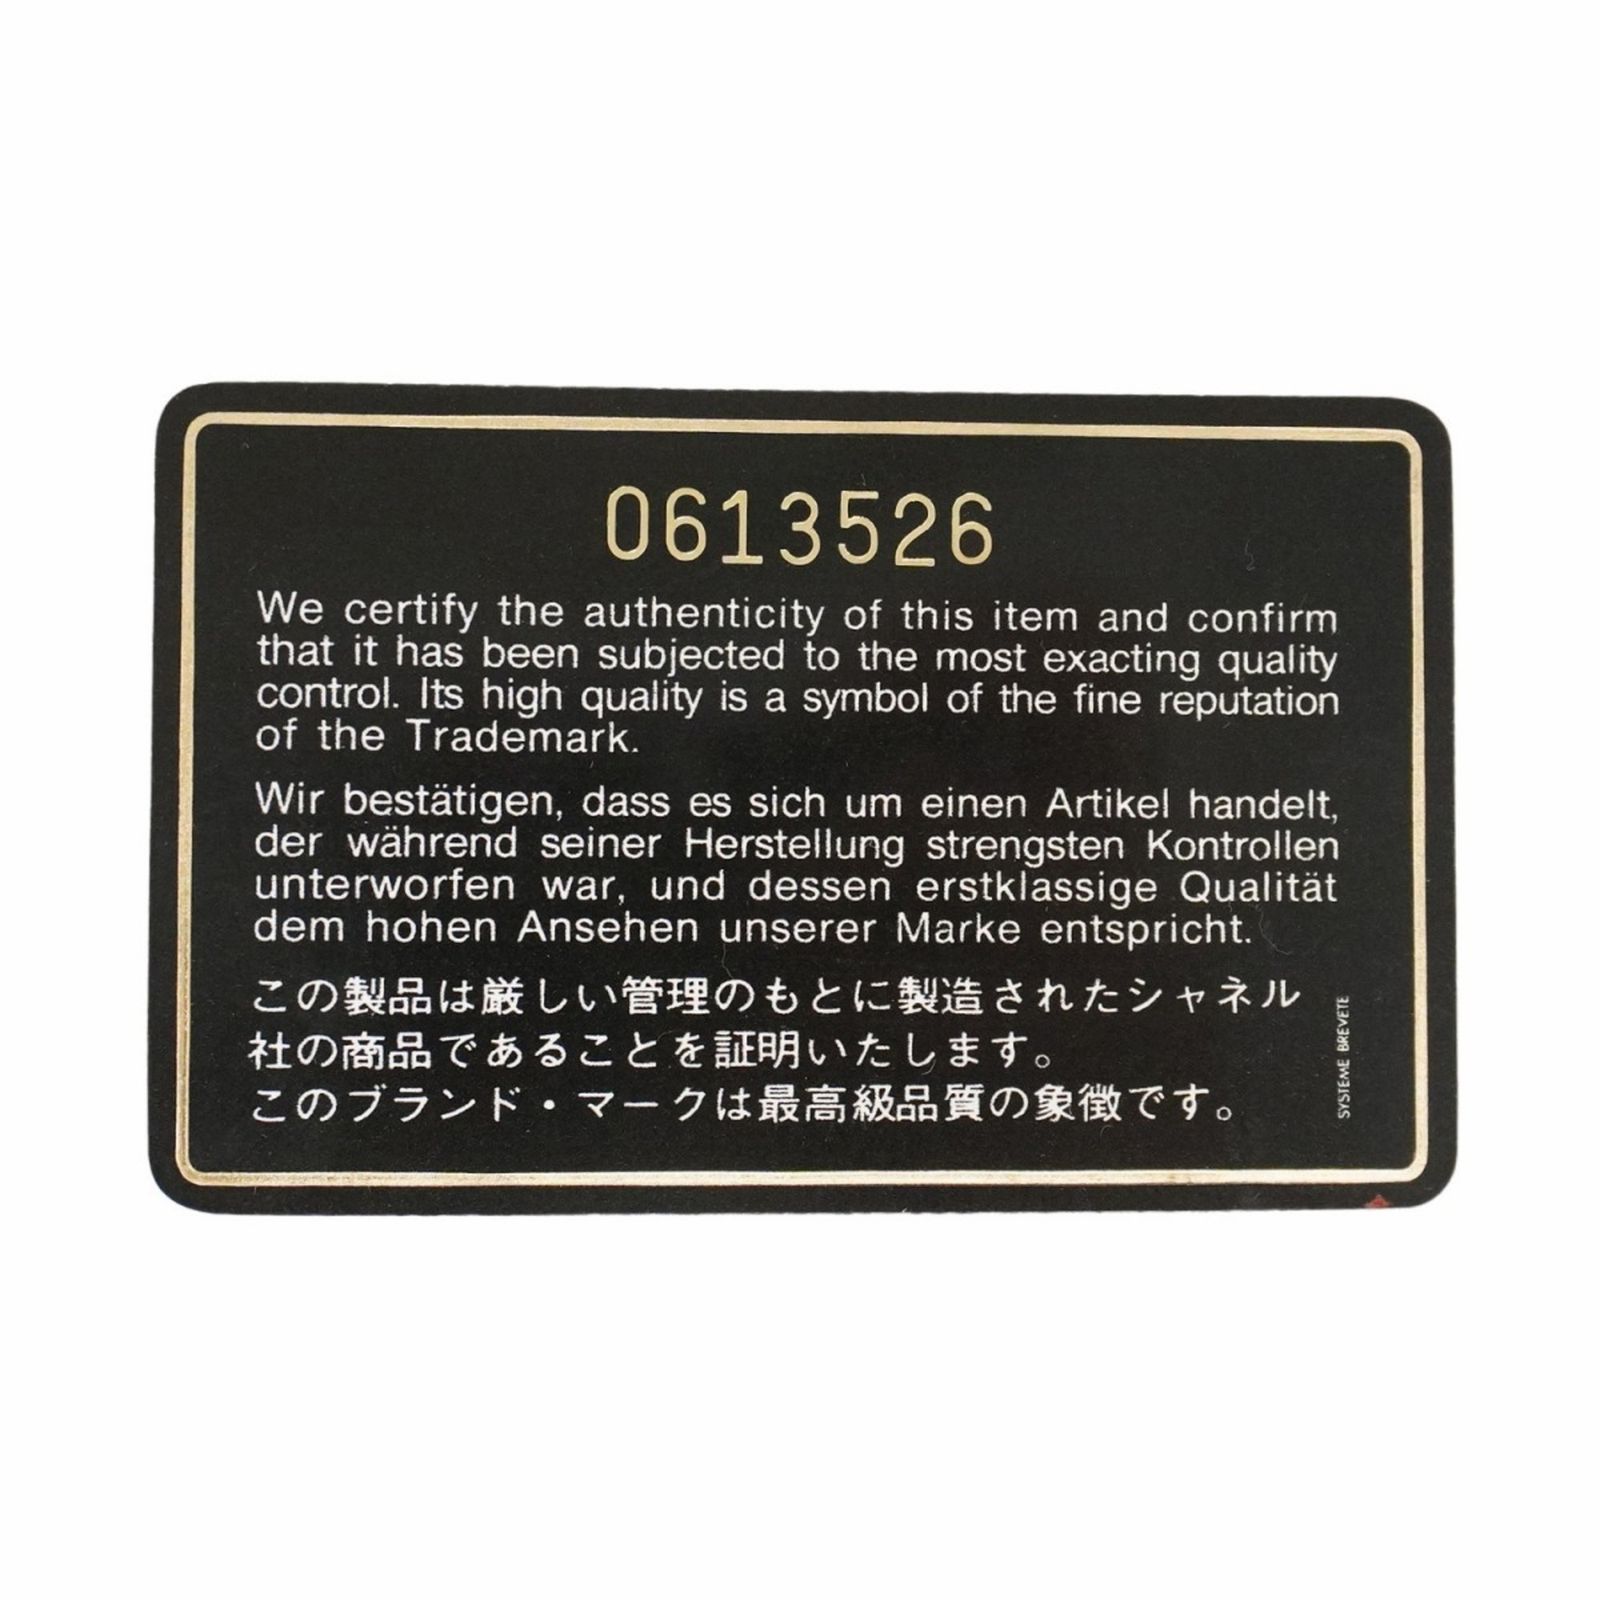 0613526
We certify the authenticity of this item and confirm
that it has been subjected to the most exacting quality
control. Its high quality is a symbol of the fine reputation
of the Trademark.
Wir bestätigen, dass es sich um einen Artikel handelt,
der während seiner Herstellung strengsten Kontrollen
unterworfen war, und dessen erstklassige Qualität
dem hohen Ansehen unserer Marke entspricht.
この製品は厳しい管理のもとに製造されたシャネル
社の商品であることを証明いたします。
このブランド・マークは最高級品質の象徴です。
SYSTEME BREVETE